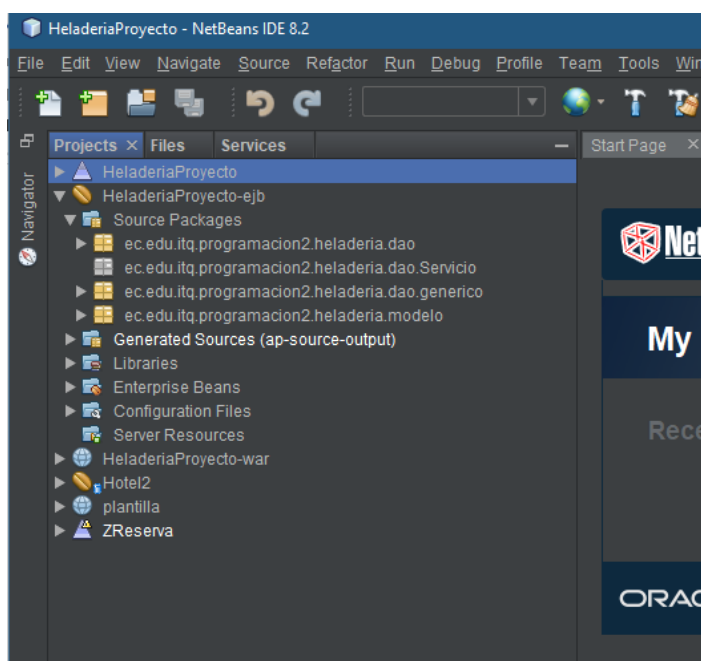 HeladeriaProyecto - NetBeans IDE 8.2
File Edit View Navigate Source Refactor Run Debug Profile Team Tools
Projects Files Services
Start Page
Navigator
HeladeriaProyecto
HeladeriaProyecto-ejb
Source Packages
ec.edu.itq.programacion2.heladeria.dao
ec.edu.itq.programacion2.heladeria.dao.Servicio
ec.edu.itq.programacion2.heladeria.dao.generico
ec.edu.itq.programacion2.heladeria.modelo
Generated Sources (ap-source-output)
Libraries
Enterprise Beans
Configuration Files
Server Resources
HeladeriaProyecto-war
Hotel2
plantilla
ZReserva
My